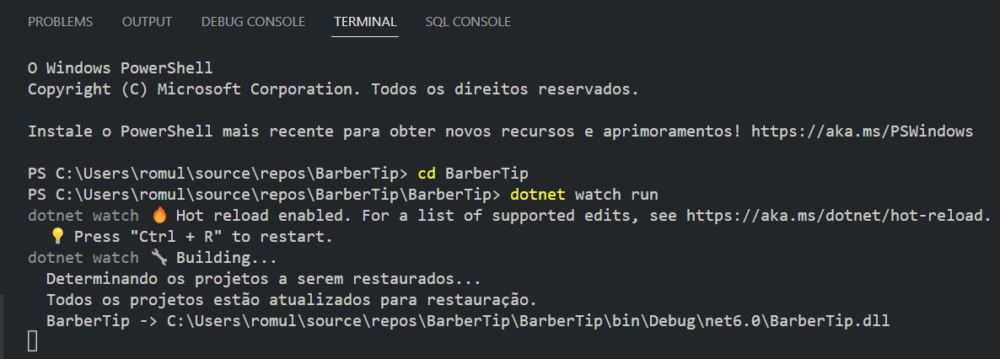 PROBLEMS OUTPUT DEBUG CONSOLE TERMINAL SQL CONSOLE
O Windows PowerShell
Copyright (C) Microsoft Corporation. Todos os direitos reservados.
Instale o PowerShell mais recente para obter novos recursos e aprimoramentos! https://aka.ms/PSWindows
PS C:\Users\romul\source\repos\BarberTip> cd BarberTip
PS C:\Users\romul\source\repos\BarberTip\BarberTip> dotnet watch run
dotnet watch 🔥 Hot reload enabled. For a list of supported edits, see https://aka.ms/dotnet/hot-reload.
💡 Press "Ctrl + R" to restart.
dotnet watch 🔧 Building...
Determinando os projetos a serem restaurados...
Todos os projetos estão atualizados para restauração.
BarberTip -> C:\Users\romul\source\repos\BarberTip\BarberTip\bin\Debug\net6.0\BarberTip.dll